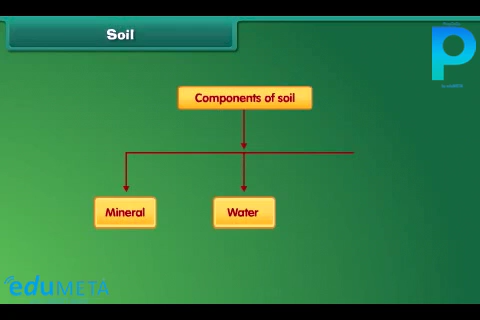 Soil
P
Components of soil
Mineral
Water
eduMETA